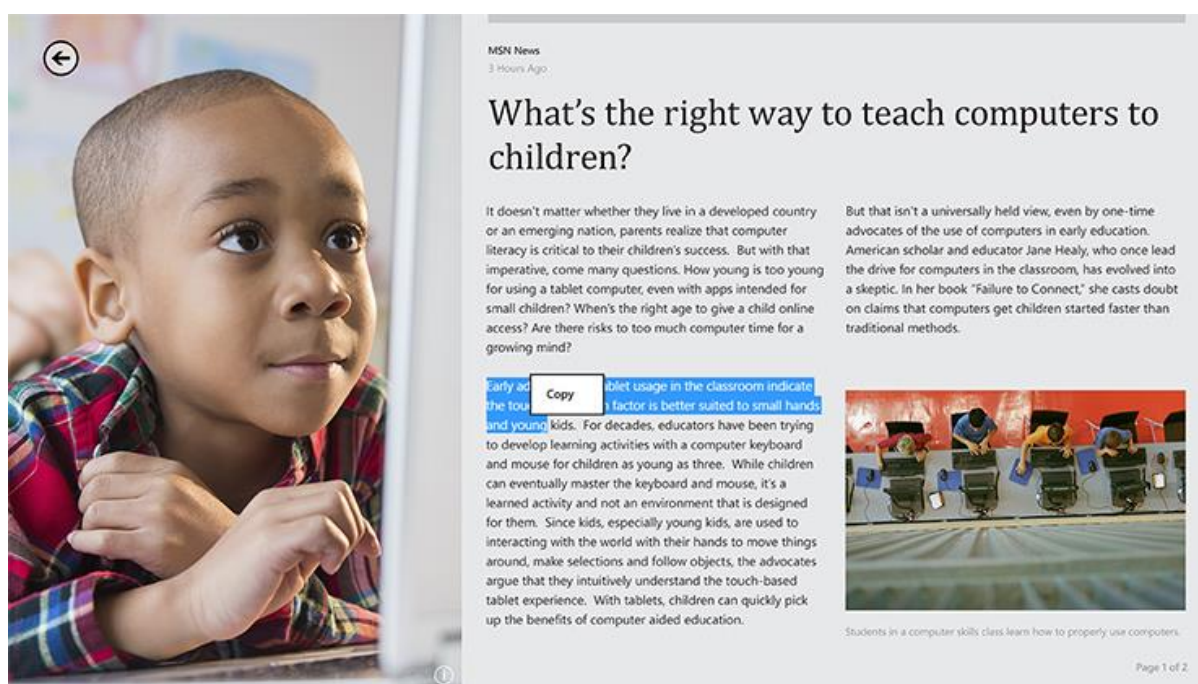 MSN News
3 Hours Ago
What's the right way to teach computers to
children?
It doesn't matter whether they live in a developed country
or an emerging nation, parents realize that computer
literacy is critical to their children's success. But with that
imperative, come many questions. How young is too young
for using a tablet computer, even with apps intended for
small children? When's the right age to give a child online
access? Are there risks to too much computer time for a
growing mind?
Early
Copy
usage in the classroom indicate
the factor is better suited to small hands
and young kids. For decades, educators have been trying
to develop learning activities with a computer keyboard
and mouse for children as young as three. While children
can eventually master the keyboard and mouse, it's a
learned activity and not an environment that is designed
for them. Since kids, especially young kids, are used to
interacting with the world with their hands to move things
around, make selections and follow objects, the advocates
argue that they intuitively understand the touch-based
tablet experience. With tablets, children can quickly pick
up the benefits of computer aided education.
But that isn't a universally held view, even by one-time
advocates of the use of computers in early education.
American scholar and educator Jane Healy, who once lead
the drive for computers in the classroom, has evolved into
a skeptic. In her book "Failure to Connect," she casts doubt
on claims that computers get children started faster than
traditional methods.
Students in a computer skills class learn how to properly use computers.
Page 1 of 2